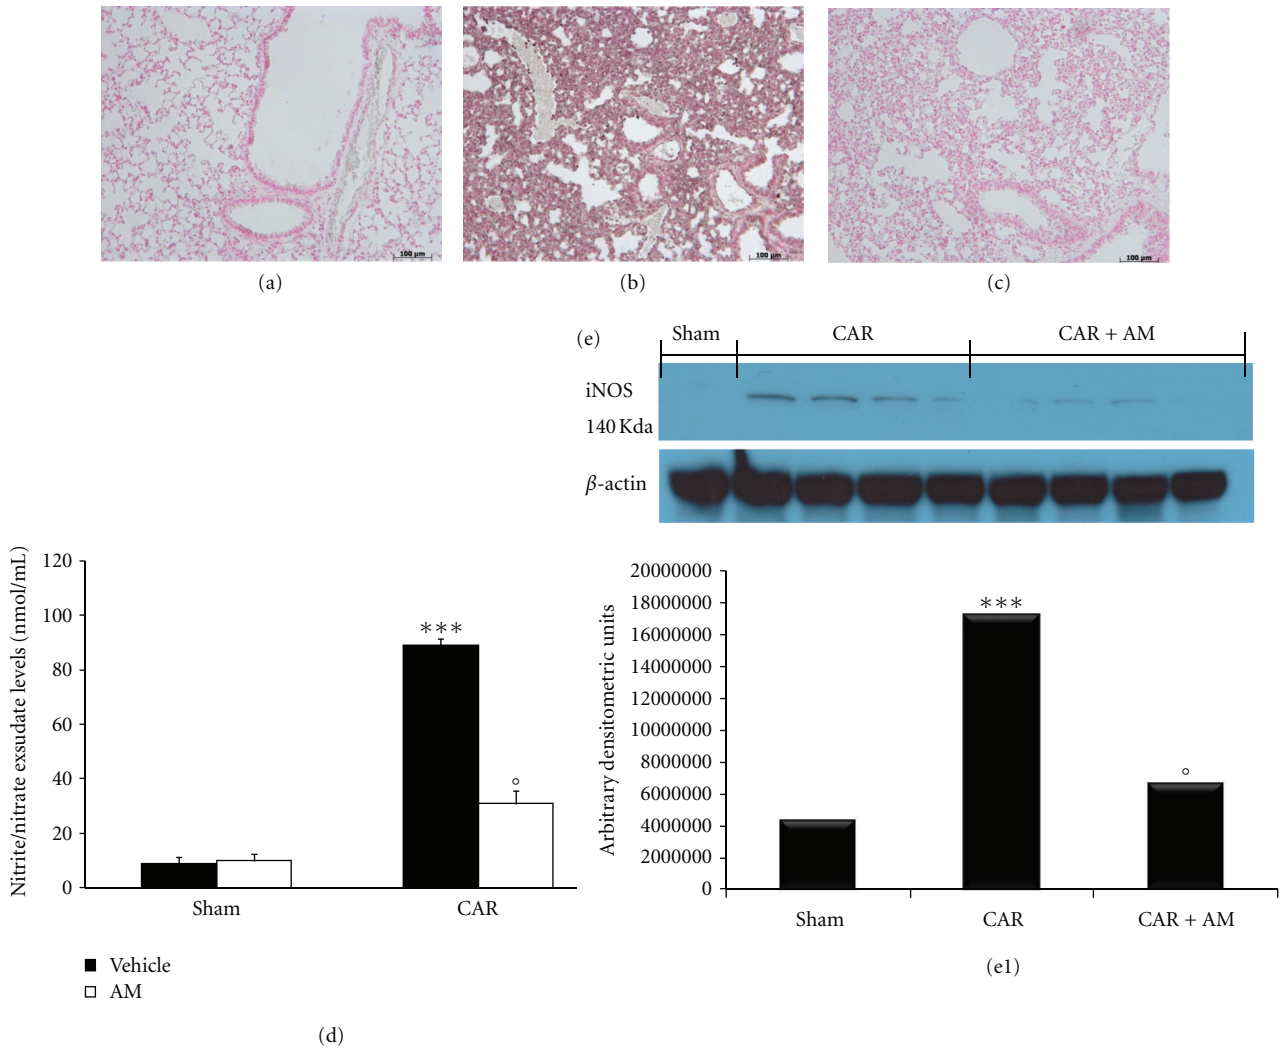 100 µm
100 µm
100 µm
(a)
(b)
(c)
(e)
Sham
CAR
CAR + AM
iNOS
140 Kda
β-actin
Nitrite/nitrate exsudate levels (nmol/mL)
120
100
80
60
40
20
0
***
°
Sham
CAR
Vehicle
AM
(d)
Arbitrary densitometric units
20000000
18000000
16000000
14000000
12000000
10000000
8000000
6000000
4000000
2000000
0
***
°
Sham
CAR
CAR + AM
(e1)